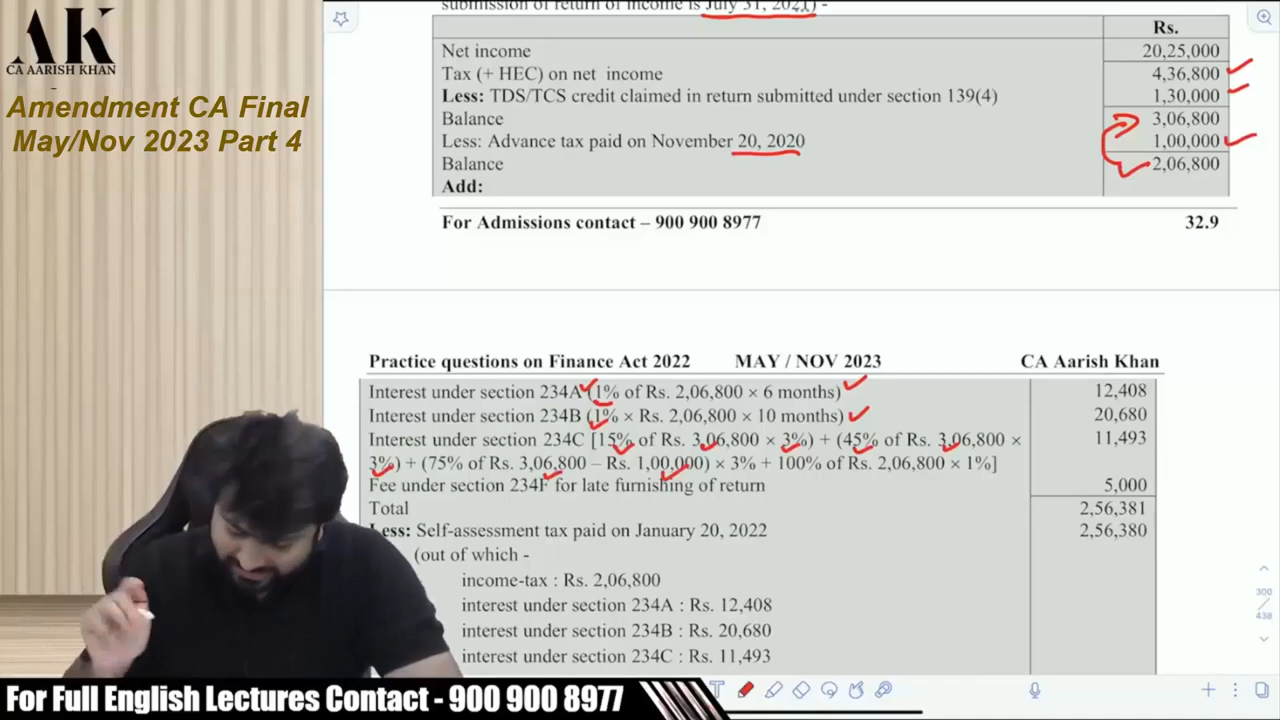 AK
CA AARISH KHAN
Amendment CA Final
May/Nov 2023 Part 4
submission of return of income is July 31, 2021) -
Rs.
Net income 20,25,000
Tax (+ HEC) on net income 4,36,800
Less: TDS/TCS credit claimed in return submitted under section 139(4) 1,30,000
Balance 3,06,800
Less: Advance tax paid on November 20, 2020 1,00,000
Balance 2,06,800
Add:
For Admissions contact – 900 900 8977 32.9
Practice questions on Finance Act 2022 MAY / NOV 2023 CA Aarish Khan
Interest under section 234A (1% of Rs. 2,06,800 × 6 months) 12,408
Interest under section 234B (1% × Rs. 2,06,800 × 10 months) 20,680
Interest under section 234C [15% of Rs. 3,06,800 × 3%) + (45% of Rs. 3,06,800 × 11,493
3%) + (75% of Rs. 3,06,800 – Rs. 1,00,000) × 3% + 100% of Rs. 2,06,800 × 1%]
Fee under section 234F for late furnishing of return 5,000
Total 2,56,381
Less: Self-assessment tax paid on January 20, 2022 2,56,380
(out of which -
income-tax : Rs. 2,06,800
interest under section 234A : Rs. 12,408
interest under section 234B : Rs. 20,680
interest under section 234C : Rs. 11,493
300
438
For Full English Lectures Contact - 900 900 8977